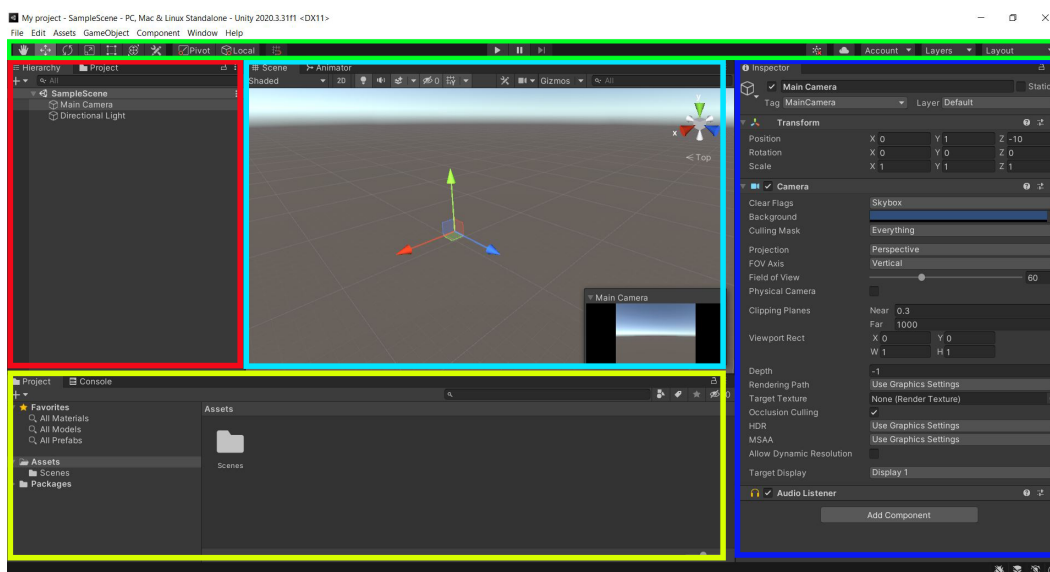 My project - SampleScene - PC, Mac & Linux Standalone - Unity 2020.3.31f1 <DX11>
File Edit Assets GameObject Component Window Help
Pivot Local Account Layers Layout
Hierarchy Project
All
SampleScene
Main Camera
Directional Light
Scene Animator
Shaded 2D 0 Gizmos All
y
x
Top
Main Camera
Project Console
Favorites
All Materials
All Models
All Prefabs
Assets
Scenes
Packages
Assets
Scenes
Inspector
Main Camera Static
Tag MainCamera Layer Default
Transform
Position X 0 Y 1 Z -10
Rotation X 0 Y 0 Z 0
Scale X 1 Y 1 Z 1
Camera
Clear Flags Skybox
Background
Culling Mask Everything
Projection Perspective
FOV Axis Vertical
Field of View 60
Physical Camera
Clipping Planes Near 0.3
Far 1000
Viewport Rect X 0 Y 0
W 1 H 1
Depth -1
Rendering Path Use Graphics Settings
Target Texture None (Render Texture)
Occlusion Culling
HDR Use Graphics Settings
MSAA Use Graphics Settings
Allow Dynamic Resolution
Target Display Display 1
Audio Listener
Add Component